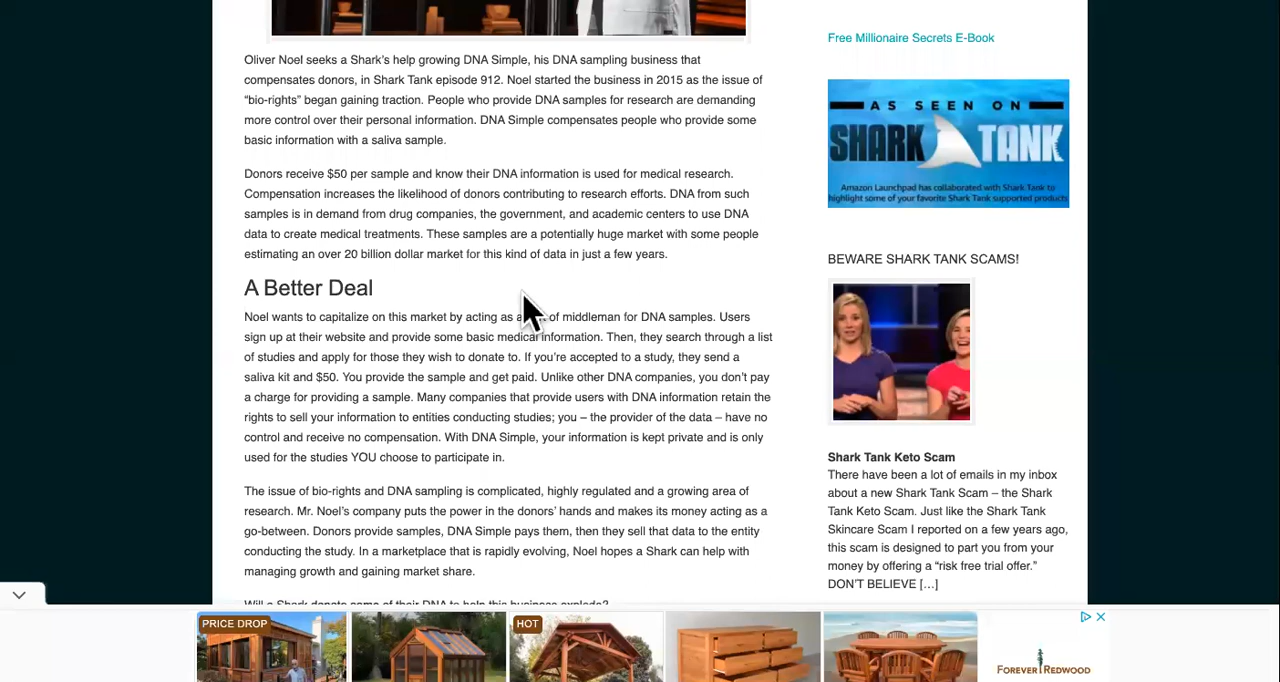 Oliver Noel seeks a Shark's help growing DNA Simple, his DNA sampling business that
compensates donors, in Shark Tank episode 912. Noel started the business in 2015 as the issue of
“bio-rights” began gaining traction. People who provide DNA samples for research are demanding
more control over their personal information. DNA Simple compensates people who provide some
basic information with a saliva sample.
Donors receive $50 per sample and know their DNA information is used for medical research.
Compensation increases the likelihood of donors contributing to research efforts. DNA from such
samples is in demand from drug companies, the government, and academic centers to use DNA
data to create medical treatments. These samples are a potentially huge market with some people
estimating an over 20 billion dollar market for this kind of data in just a few years.
A Better Deal
Noel wants to capitalize on this market by acting as a of middleman for DNA samples. Users
sign up at their website and provide some basic medical information. Then, they search through a list
of studies and apply for those they wish to donate to. If you're accepted to a study, they send a
saliva kit and $50. You provide the sample and get paid. Unlike other DNA companies, you don't pay
a charge for providing a sample. Many companies that provide users with DNA information retain the
rights to sell your information to entities conducting studies; you – the provider of the data – have no
control and receive no compensation. With DNA Simple, your information is kept private and is only
used for the studies YOU choose to participate in.
The issue of bio-rights and DNA sampling is complicated, highly regulated and a growing area of
research. Mr. Noel's company puts the power in the donors' hands and makes its money acting as a
go-between. Donors provide samples, DNA Simple pays them, then they sell that data to the entity
conducting the study. In a marketplace that is rapidly evolving, Noel hopes a Shark can help with
managing growth and gaining market share.
Will a Shark donate some of their DNA to help this business explode?
Free Millionaire Secrets E-Book
AS SEEN ON
SHARK TANK
Amazon Launchpad has collaborated with Shark Tank to
highlight some of your favorite Shark Tank supported products
BEWARE SHARK TANK SCAMS!
Shark Tank Keto Scam
There have been a lot of emails in my inbox
about a new Shark Tank Scam – the Shark
Tank Keto Scam. Just like the Shark Tank
Skincare Scam I reported on a few years ago,
this scam is designed to part you from your
money by offering a “risk free trial offer.”
DON'T BELIEVE […]
PRICE DROP
HOT
FOREVER REDWOOD